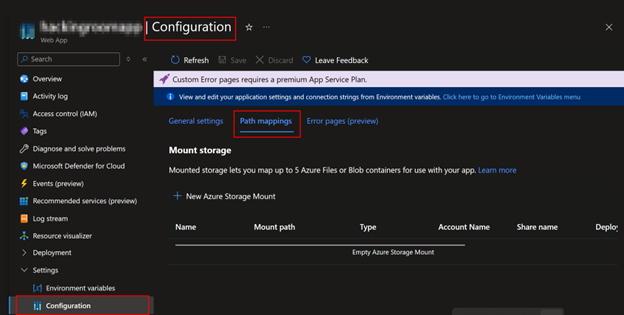 | Configuration
Web App
Search
Refresh Save Discard Leave Feedback
Custom Error pages requires a premium App Service Plan.
View and edit your application settings and connection strings from Environment variables. Click here to go to Environment Variables menu
Overview
Activity log
Access control (IAM)
Tags
Diagnose and solve problems
Microsoft Defender for Cloud
Events (preview)
Recommended services (preview)
Log stream
Resource visualizer
Deployment
Settings
Environment variables
Configuration
General settings Path mappings Error pages (preview)
Mount storage
Mounted storage lets you map up to 5 Azure Files or Blob containers for use with your app. Learn more
New Azure Storage Mount
Name Mount path Type Account Name Share name Deploy
Empty Azure Storage Mount